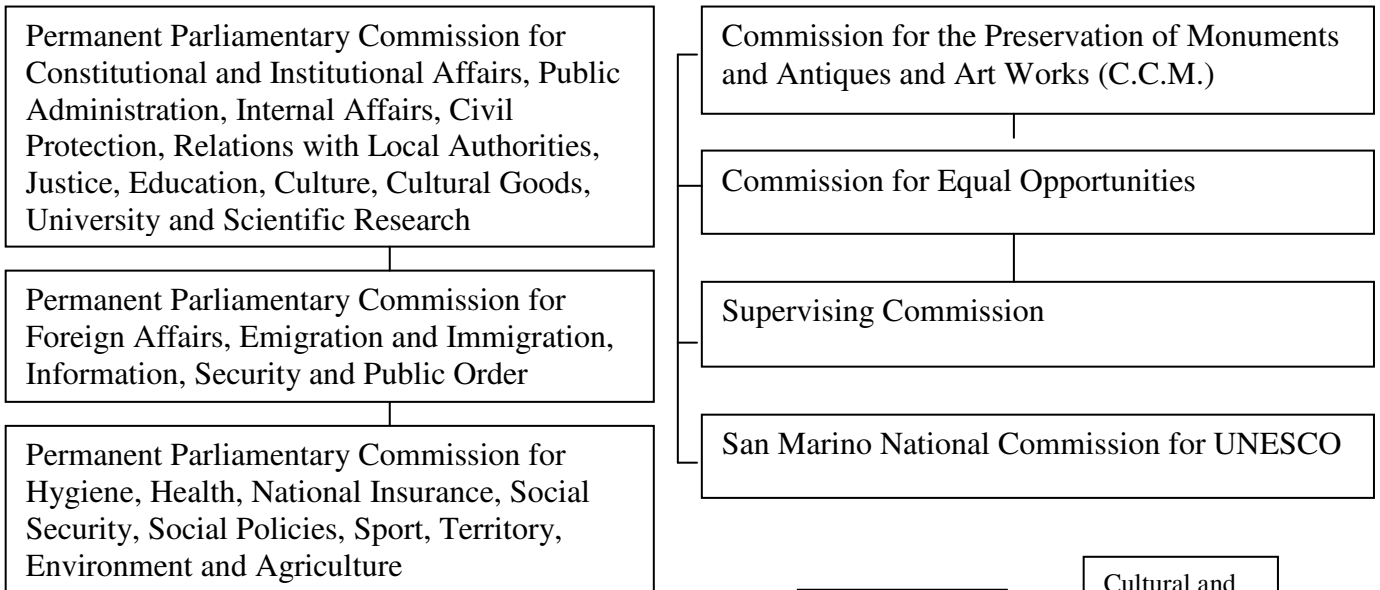 Permanent Parliamentary Commission for
Constitutional and Institutional Affairs, Public
Administration, Internal Affairs, Civil
Protection, Relations with Local Authorities,
Justice, Education, Culture, Cultural Goods,
University and Scientific Research
Permanent Parliamentary Commission for
Foreign Affairs, Emigration and Immigration,
Information, Security and Public Order
Permanent Parliamentary Commission for
Hygiene, Health, National Insurance, Social
Security, Social Policies, Sport, Territory,
Environment and Agriculture
Commission for the Preservation of Monuments
and Antiques and Art Works (C.C.M.)
Commission for Equal Opportunities
Supervising Commission
San Marino National Commission for UNESCO
Cultural and